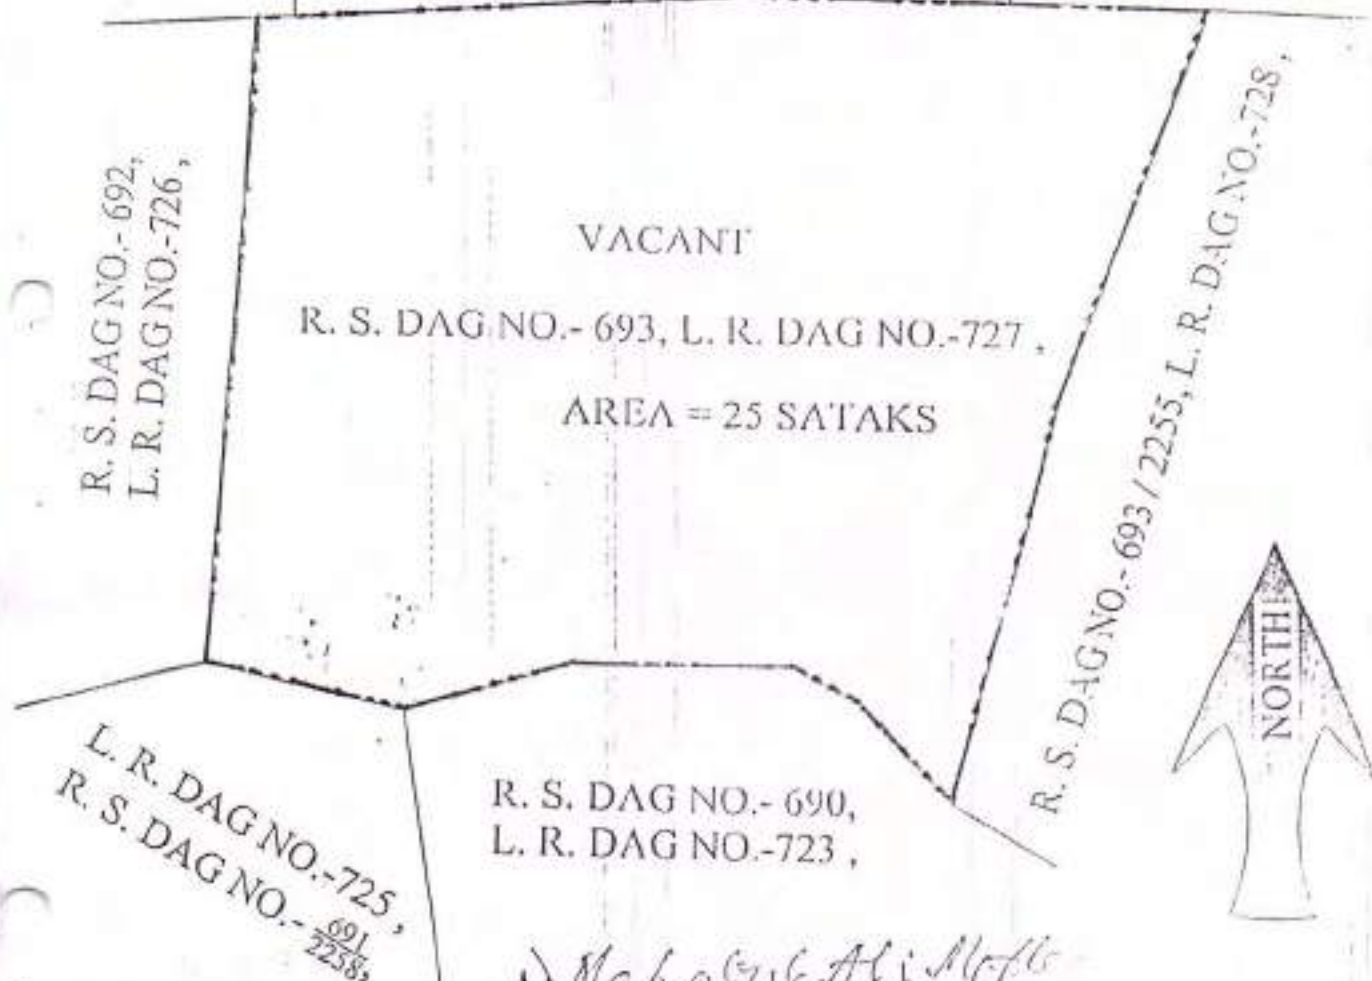 R. S. DAG NO.- 692,
L. R. DAG NO.-726 ,
VACANT
R. S. DAG NO.- 693, L. R. DAG NO.-727 ,
AREA = 25 SATAKS
R. S. DAG NO.- 693 / 2255, L. R. DAG NO.-728 ,
NORTH
L. R. DAG NO.-725 ,
R. S. DAG NO.- 691/2258,
R. S. DAG NO.- 690,
L. R. DAG NO.-723 ,
Ali